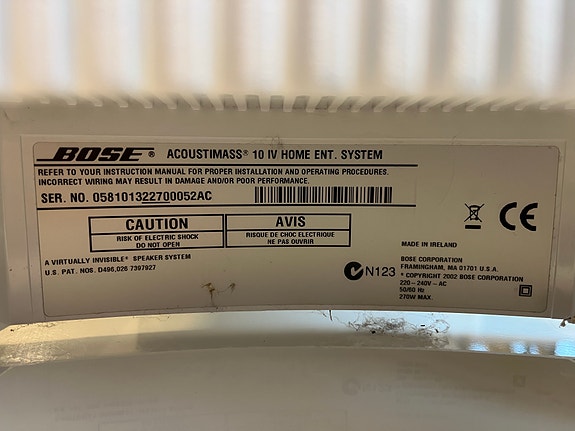 BOSE® ACOUSTIMASS® 10 IV HOME ENT. SYSTEM
REFER TO YOUR INSTRUCTION MANUAL FOR PROPER INSTALLATION AND OPERATING PROCEDURES.
INCORRECT WIRING MAY RESULT IN DAMAGE AND/OR POOR PERFORMANCE.
SER. NO. 058101322700052AC
CAUTION
RISK OF ELECTRIC SHOCK
DO NOT OPEN
AVIS
RISQUE DE CHOC ELECTRIQUE
NE PAS OUVRIR
A VIRTUALLY INVISIBLE® SPEAKER SYSTEM
U.S. PAT. NOS. D496,026 7397927
N123
CE
MADE IN IRELAND
BOSE CORPORATION
FRAMINGHAM, MA 01701 U.S.A.
© COPYRIGHT 2002 BOSE CORPORATION
220 - 240V - AC
50/60 Hz
270W MAX.